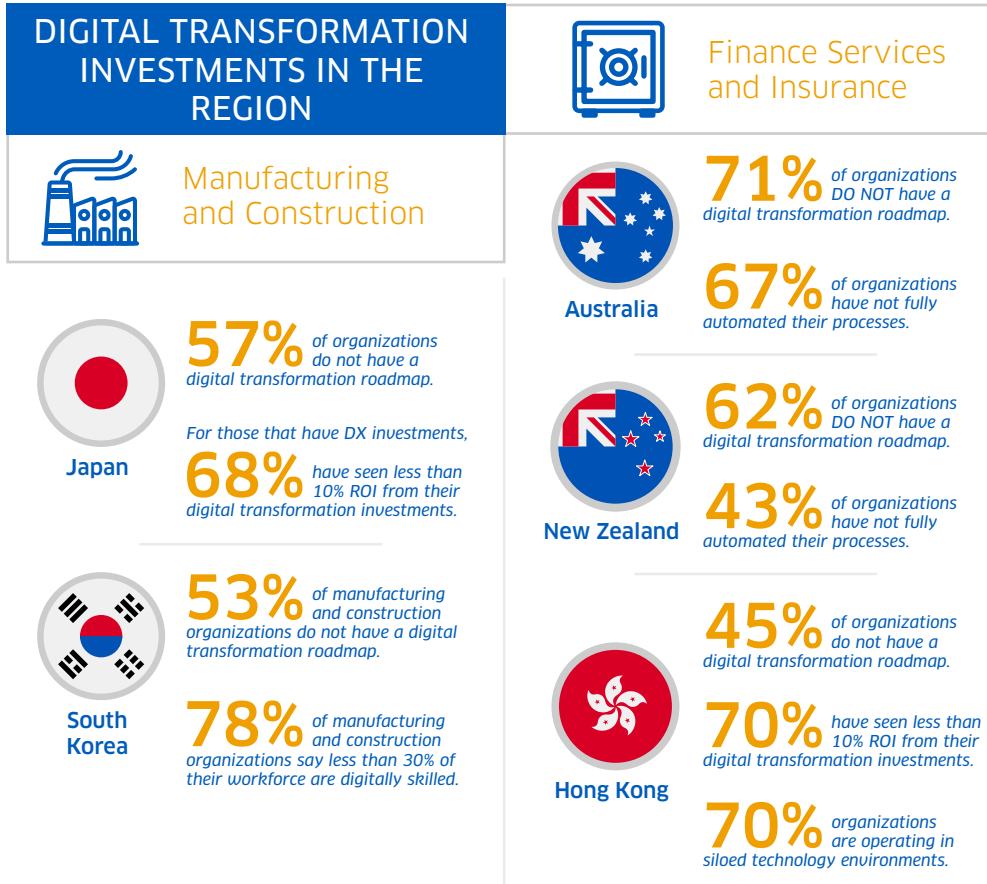 DIGITAL TRANSFORMATION
INVESTMENTS IN THE
REGION
Manufacturing
and Construction
Japan
57% of organizations
do not have a
digital transformation roadmap.
For those that have DX investments,
68% have seen less than
10% ROI from their
digital transformation investments.
South
Korea
53% of manufacturing
and construction
organizations do not have a digital
transformation roadmap.
78% of manufacturing
and construction
organizations say less than 30% of
their workforce are digitally skilled.
Finance Services
and Insurance
Australia
71% of organizations
DO NOT have a
digital transformation roadmap.
67% of organizations
have not fully
automated their processes.
New Zealand
62% of organizations
DO NOT have a
digital transformation roadmap.
43% of organizations
have not fully
automated their processes.
Hong Kong
45% of organizations
do not have a
digital transformation roadmap.
70% have seen less than
10% ROI from their
digital transformation investments.
70% organizations
are operating in
siloed technology environments.